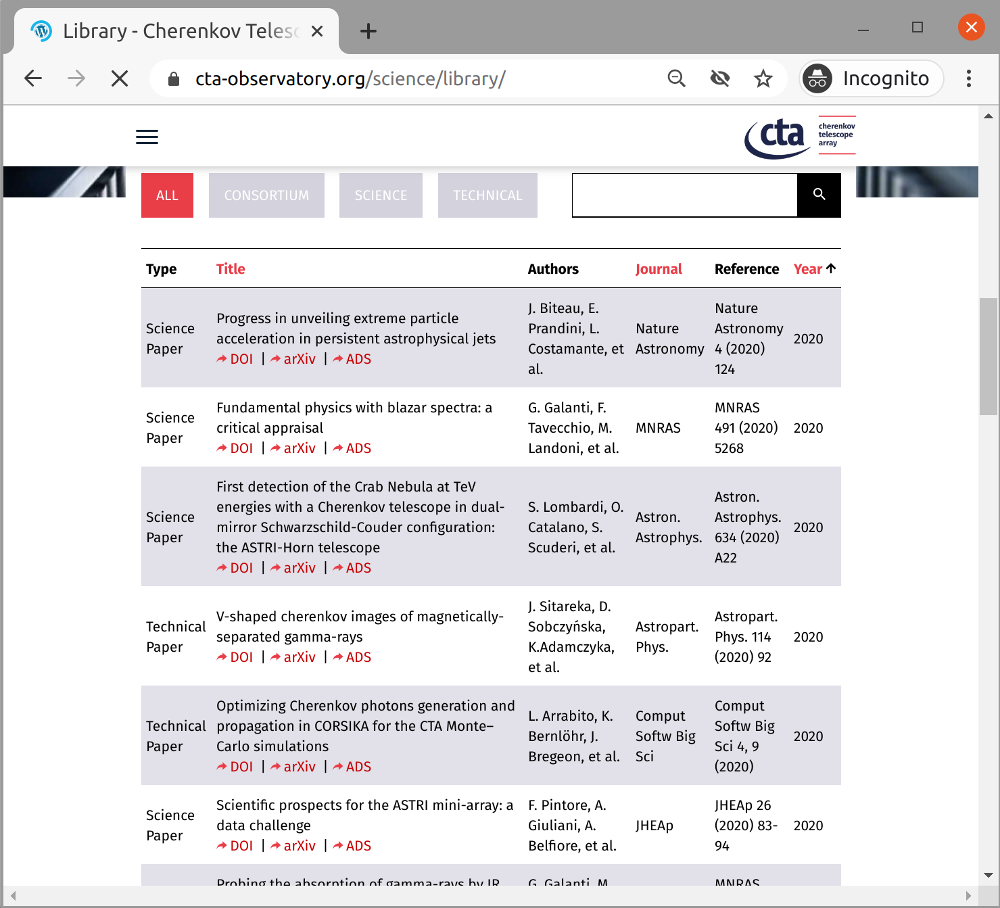 Library - Cherenkov Telesc
cta-observatory.org/science/library/
Incognito
cta
cherenkov
telescope
array
ALL CONSORTIUM SCIENCE TECHNICAL
Type Title Authors Journal Reference Year
Science Paper
Progress in unveiling extreme particle
acceleration in persistent astrophysical jets
DOI | arXiv | ADS
J. Biteau, E.
Prandini, L.
Costamante, et
al.
Nature
Astronomy
Nature
Astronomy
4 (2020)
124
2020
Science
Paper
Fundamental physics with blazar spectra: a
critical appraisal
DOI | arXiv | ADS
G. Galanti, F.
Tavecchio, M.
Landoni, et al.
MNRAS
MNRAS
491 (2020)
5268
2020
Science
Paper
First detection of the Crab Nebula at TeV
energies with a Cherenkov telescope in dual-
mirror Schwarzschild-Couder configuration:
the ASTRI-Horn telescope
DOI | arXiv | ADS
S. Lombardi, O.
Catalano, S.
Scuderi, et al.
Astron.
Astrophys.
Astron.
Astrophys.
634 (2020)
A22
2020
Technical
Paper
V-shaped cherenkov images of magnetically-
separated gamma-rays
DOI | arXiv | ADS
J. Sitareka, D.
Sobczyńska,
K.Adamczyka,
et al.
Astropart.
Phys.
Astropart.
Phys. 114
(2020) 92
2020
Technical
Paper
Optimizing Cherenkov photons generation and
propagation in CORSIKA for the CTA Monte–
Carlo simulations
DOI | arXiv | ADS
L. Arrabito, K.
Bernlöhr, J.
Bregeon, et al.
Comput
Softw Big
Sci
Comput
Softw Big
Sci 4, 9
(2020)
2020
Science
Paper
Scientific prospects for the ASTRI mini-array: a
data challenge
DOI | arXiv | ADS
F. Pintore, A.
Giuliani, A.
Belfiore, et al.
JHEAp
JHEAp 26
(2020) 83-
94
2020
Probing the absorption of gamma-rays by IR
G. Galanti, M.
MNRAS